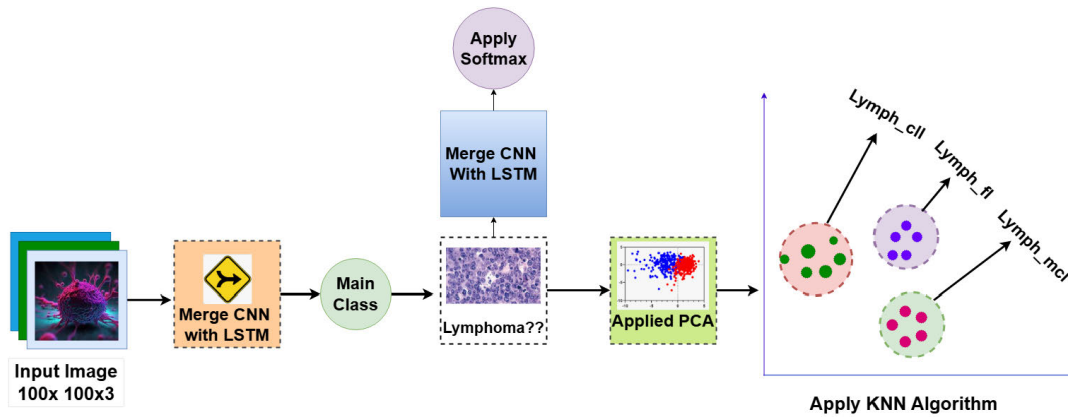 Apply
Softmax
Merge CNN
With LSTM
Input Image
100x 100x3
Merge CNN
with LSTM
Main
Class
Lymphoma??
Applied PCA
Lymph_cll
Lymph_fl
Lymph_mcl
Apply KNN Algorithm